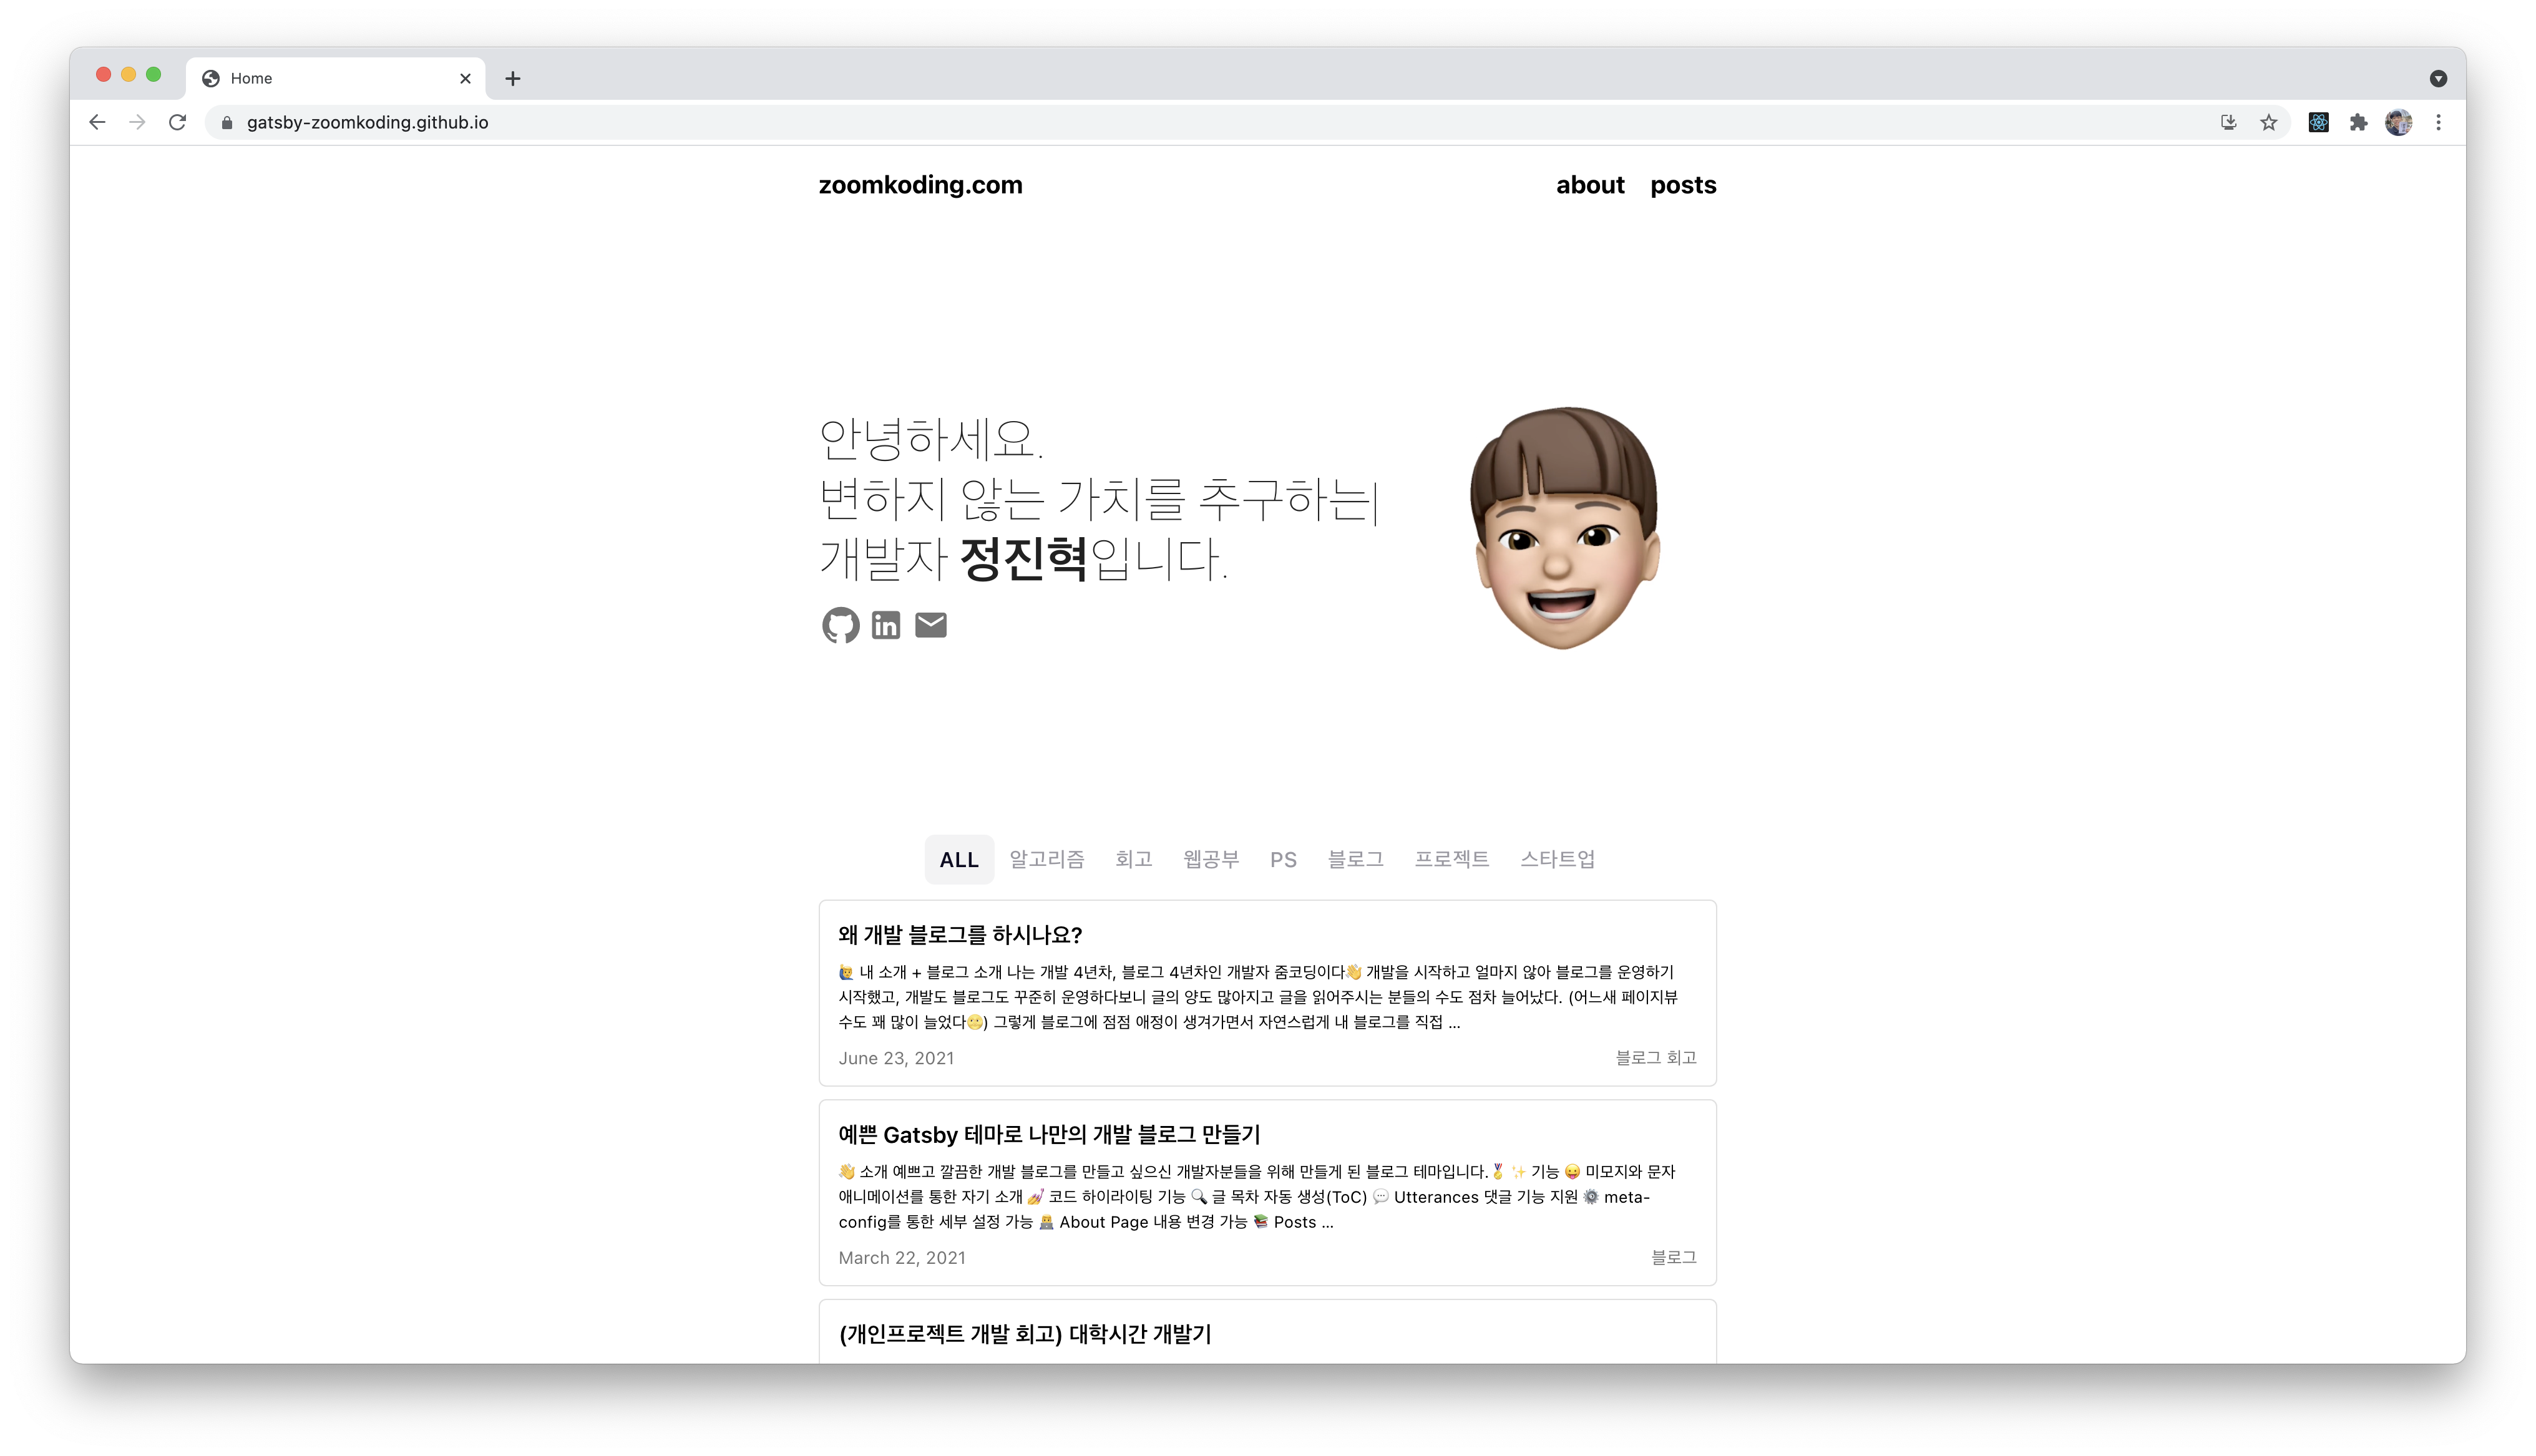 Home
gatsby-zoomkoding.github.io
zoomkoding.com about posts
안녕하세요.
변하지 않는 가치를 추구하는|
개발자 정진혁입니다.
in
ALL 알고리즘 회고 웹공부 PS 블로그 프로젝트 스타트업
왜 개발 블로그를 하시나요?
🙋‍♂️ 내 소개 + 블로그 소개 나는 개발 4년차, 블로그 4년차인 개발자 줌코딩이다👋 개발을 시작하고 얼마지 않아 블로그를 운영하기
시작했고, 개발도 블로그도 꾸준히 운영하다보니 글의 양도 많아지고 글을 읽어주시는 분들의 수도 점차 늘어났다. (어느새 페이지뷰
수도 꽤 많이 늘었다🌝) 그렇게 블로그에 점점 애정이 생겨가면서 자연스럽게 내 블로그를 직접 ...
June 23, 2021 블로그 회고
예쁜 Gatsby 테마로 나만의 개발 블로그 만들기
👋 소개 예쁘고 깔끔한 개발 블로그를 만들고 싶으신 개발자분들을 위해 만들게 된 블로그 테마입니다.🎖 ✨ 기능 😛 미모지와 문자
애니메이션를 통한 자기 소개 💅 코드 하이라이팅 기능 🔍 글 목차 자동 생성(ToC) 💬 Utterances 댓글 기능 지원 ⚙️ meta-
config를 통한 세부 설정 가능 👨‍💻 About Page 내용 변경 가능 📚 Posts ...
March 22, 2021 블로그
(개인프로젝트 개발 회고) 대학시간 개발기